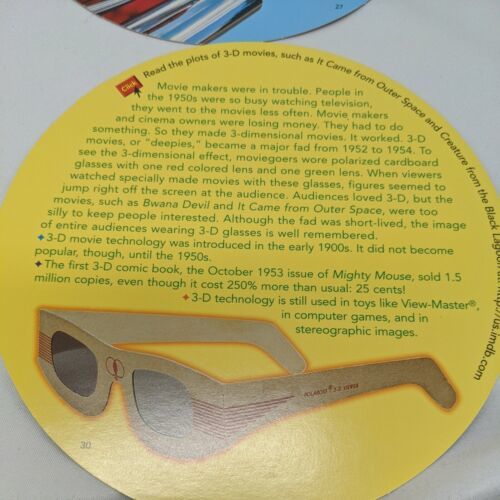 27
Click
Read the plots of 3-D movies, such as It Came from Outer Space and Creature from the Black Lagoon
us.imdb.com
Movie makers were in trouble. People in
the 1950s were so busy watching television,
they went to the movies less often. Movie makers
and cinema owners were losing money. They had to do
something. So they made 3-dimensional movies. It worked. 3-D
movies, or "deepies," became a major fad from 1952 to 1954. To
see the 3-dimensional effect, moviegoers wore polarized cardboard
glasses with one red colored lens and one green lens. When viewers
watched specially made movies with these glasses, figures seemed to
jump right off the screen at the audience. Audiences loved 3-D, but the
movies, such as Bwana Devil and It Came from Outer Space, were too
silly to keep people interested. Although the fad was short-lived, the image
of entire audiences wearing 3-D glasses is well remembered.
✦3-D movie technology was introduced in the early 1900s. It did not become
popular, though, until the 1950s.
✦The first 3-D comic book, the October 1953 issue of Mighty Mouse, sold 1.5
million copies, even though it cost 250% more than usual: 25 cents!
✦3-D technology is still used in toys like View-Master®,
in computer games, and in
stereographic images.
POLAROID® 3-D VIEWER
30